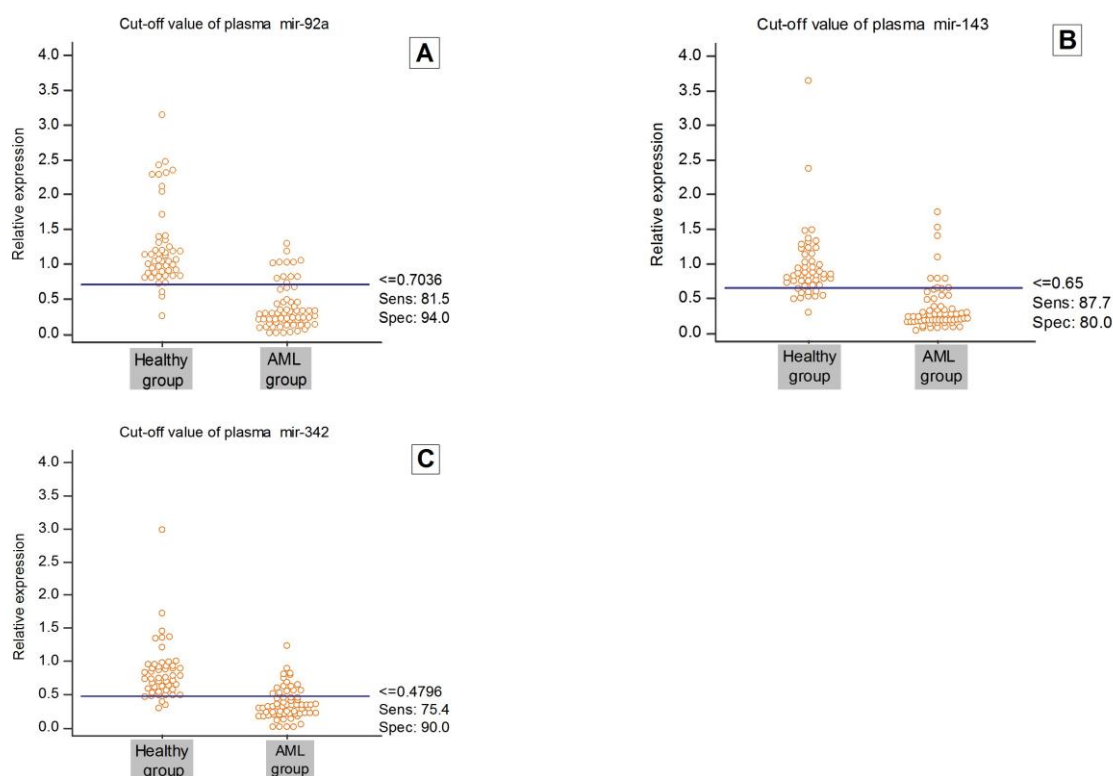 Cut-off value of plasma mir-92a
A
Relative expression
4.0
3.5
3.0
2.5
2.0
1.5
1.0
0.5
0.0
<=0.7036
Sens: 81.5
Spec: 94.0
Healthy
group
AML
group
Cut-off value of plasma mir-143
B
Relative expression
4.0
3.5
3.0
2.5
2.0
1.5
1.0
0.5
0.0
<=0.65
Sens: 87.7
Spec: 80.0
Healthy
group
AML
group
Cut-off value of plasma mir-342
C
Relative expression
4.0
3.5
3.0
2.5
2.0
1.5
1.0
0.5
0.0
<=0.4796
Sens: 75.4
Spec: 90.0
Healthy
group
AML
group